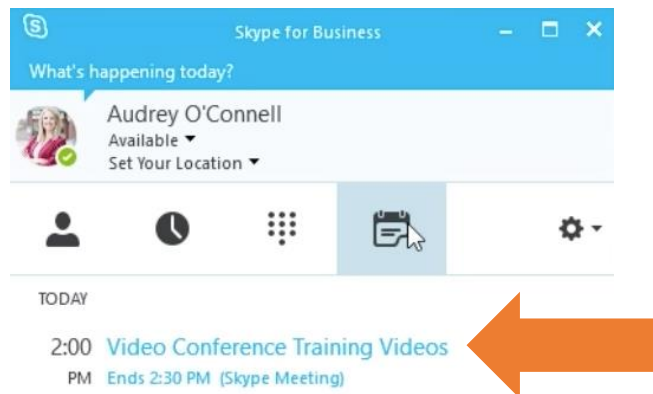 Skype for Business
What's happening today?
Audrey O'Connell
Available
Set Your Location
TODAY
2:00 Video Conference Training Videos
PM Ends 2:30 PM (Skype Meeting)